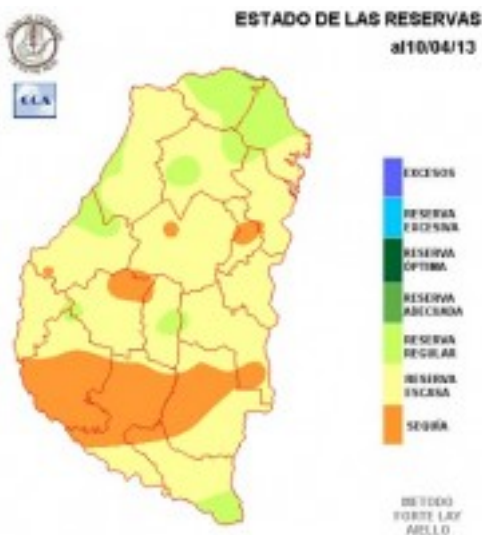 ESTADO DE LAS RESERVAS
al10/04/13
CCA
EXCESOS
RESERVA
EXCESIVA
RESERVA
ÓPTIMA
RESERVA
ADECUADA
RESERVA
REGULAR
RESERVA
ESCASA
SEQUÍA
METODO
FORTE LAY
AIELLO